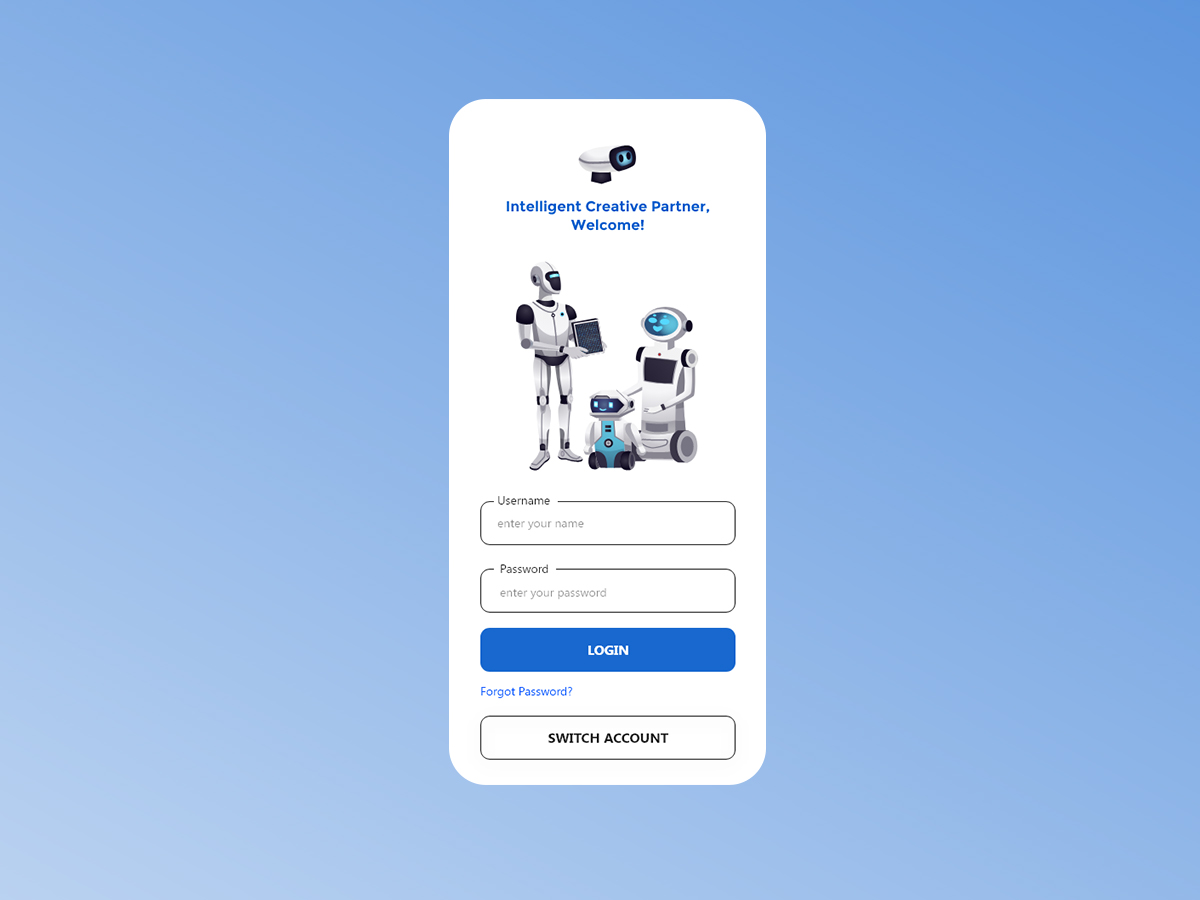 Intelligent Creative Partner,
Welcome!
Username
enter your name
Password
enter your password
LOGIN
Forgot Password?
SWITCH ACCOUNT